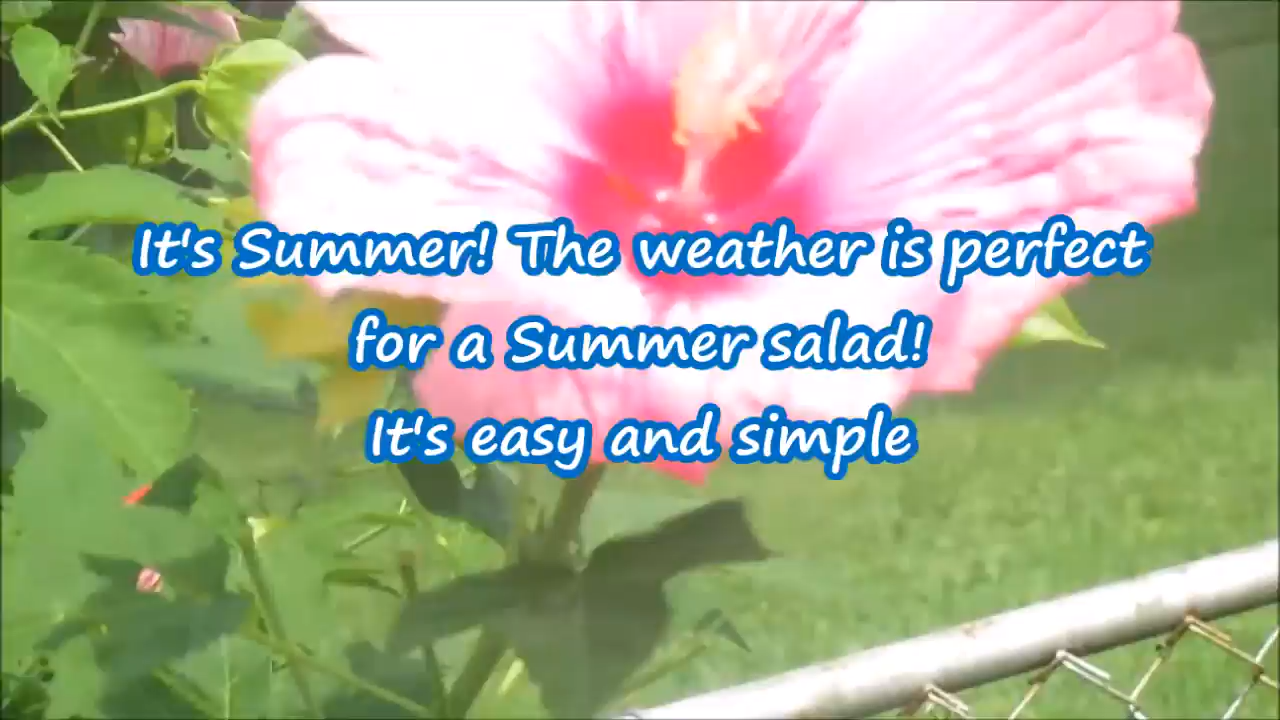 It's Summer! The weather is perfect
for a Summer salad!
It's easy and simple